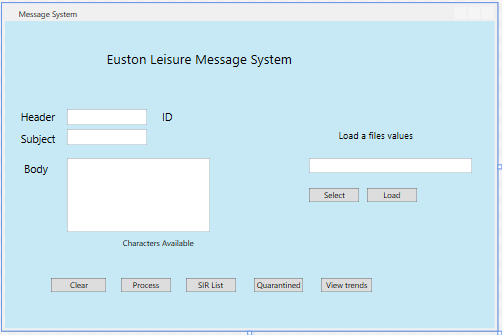 Message System
Euston Leisure Message System
Header ID
Subject
Load a files values
Body
Select Load
Characters Available
Clear Process SIR List Quarantined View trends